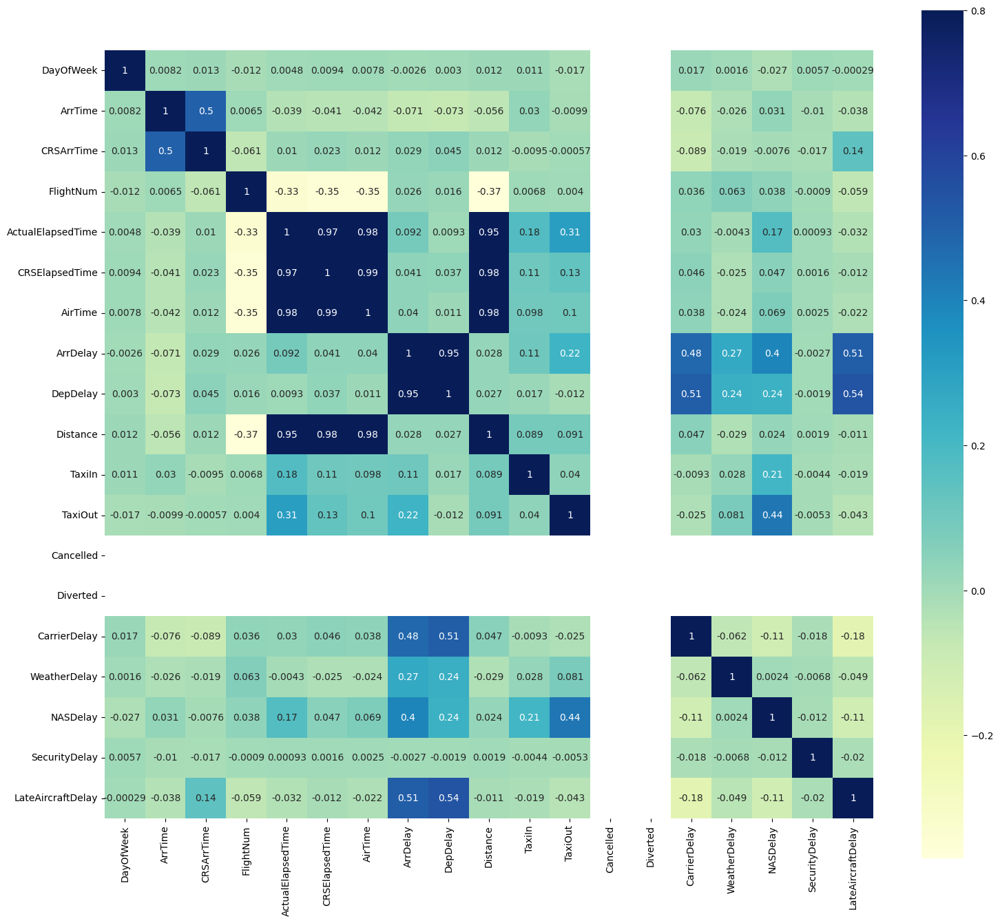 0.8
DayOfWeek 1 0.0082 0.013 -0.012 0.0048 0.0094 0.0078 -0.0026 0.003 0.012 0.011 -0.017 0.017 0.0016 -0.027 0.0057 -0.00029
ArrTime 0.0082 1 0.5 0.0065 -0.039 -0.041 -0.042 -0.071 -0.073 -0.056 0.03 -0.0099 -0.076 -0.026 0.031 -0.01 -0.038
CRSArrTime 0.013 0.5 1 -0.061 0.01 0.023 0.012 0.029 0.045 0.012 -0.0095 -0.00057 -0.089 -0.019 -0.0076 -0.017 0.14
0.6
FlightNum -0.012 0.0065 -0.061 1 -0.33 -0.35 -0.35 0.026 0.016 -0.37 0.0068 0.004 0.036 0.063 0.038 -0.0009 -0.059
ActualElapsedTime 0.0048 -0.039 0.01 -0.33 1 0.97 0.98 0.092 0.0093 0.95 0.18 0.31 0.03 -0.0043 0.17 0.00093 -0.032
CRSElapsedTime 0.0094 -0.041 0.023 -0.35 0.97 1 0.99 0.041 0.037 0.98 0.11 0.13 0.046 -0.025 0.047 0.0016 -0.012
0.4
AirTime 0.0078 -0.042 0.012 -0.35 0.98 0.99 1 0.04 0.011 0.98 0.098 0.1 0.038 -0.024 0.069 0.0025 -0.022
ArrDelay -0.0026 -0.071 0.029 0.026 0.092 0.041 0.04 1 0.95 0.028 0.11 0.22 0.48 0.27 0.4 -0.0027 0.51
DepDelay 0.003 -0.073 0.045 0.016 0.0093 0.037 0.011 0.95 1 0.027 0.017 -0.012 0.51 0.24 0.24 -0.0019 0.54
Distance 0.012 -0.056 0.012 -0.37 0.95 0.98 0.98 0.028 0.027 1 0.089 0.091 0.047 -0.029 0.024 0.0019 -0.011
0.2
TaxiIn 0.011 0.03 -0.0095 0.0068 0.18 0.11 0.098 0.11 0.017 0.089 1 0.04 -0.0093 0.028 0.21 -0.0044 -0.019
TaxiOut -0.017 -0.0099 -0.00057 0.004 0.31 0.13 0.1 0.22 -0.012 0.091 0.04 1 -0.025 0.081 0.44 -0.0053 -0.043
Cancelled
0.0
Diverted
CarrierDelay 0.017 -0.076 -0.089 0.036 0.03 0.046 0.038 0.48 0.51 0.047 -0.0093 -0.025 1 -0.062 -0.11 -0.018 -0.18
WeatherDelay 0.0016 -0.026 -0.019 0.063 -0.0043 -0.025 -0.024 0.27 0.24 -0.029 0.028 0.081 -0.062 1 0.0024 -0.0068 -0.049
NASDelay -0.027 0.031 -0.0076 0.038 0.17 0.047 0.069 0.4 0.24 0.024 0.21 0.44 -0.11 0.0024 1 -0.012 -0.11
−0.2
SecurityDelay 0.0057 -0.01 -0.017 -0.0009 0.00093 0.0016 0.0025 -0.0027 -0.0019 0.0019 -0.0044 -0.0053 -0.018 -0.0068 -0.012 1 -0.02
LateAircraftDelay -0.00029 -0.038 0.14 -0.059 -0.032 -0.012 -0.022 0.51 0.54 -0.011 -0.019 -0.043 -0.18 -0.049 -0.11 -0.02 1
DayOfWeek ArrTime CRSArrTime FlightNum ActualElapsedTime CRSElapsedTime AirTime ArrDelay DepDelay Distance TaxiIn TaxiOut Cancelled Diverted CarrierDelay WeatherDelay NASDelay SecurityDelay LateAircraftDelay